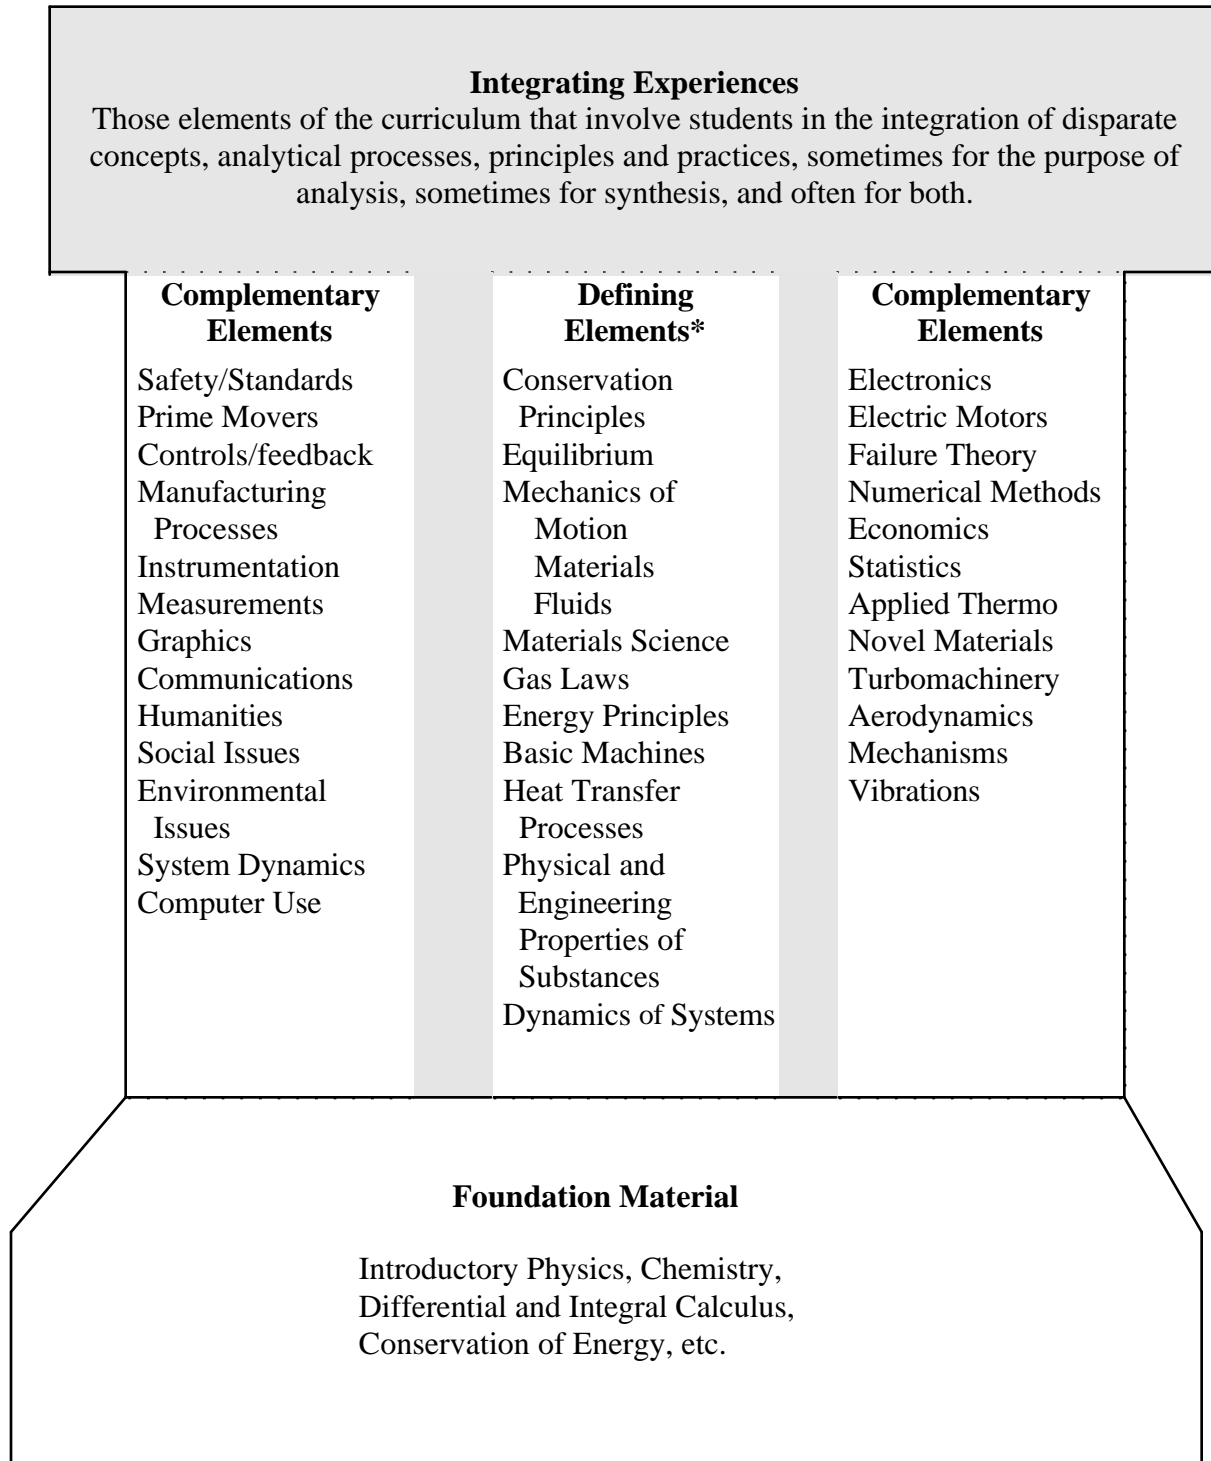 Integrating Experiences
Those elements of the curriculum that involve students in the integration of disparate
concepts, analytical processes, principles and practices, sometimes for the purpose of
analysis, sometimes for synthesis, and often for both.
Complementary
Elements
Safety/Standards
Prime Movers
Controls/feedback
Manufacturing
Processes
Instrumentation
Measurements
Graphics
Communications
Humanities
Social Issues
Environmental
Issues
System Dynamics
Computer Use
Defining
Elements*
Conservation
Principles
Equilibrium
Mechanics of
Motion
Materials
Fluids
Materials Science
Gas Laws
Energy Principles
Basic Machines
Heat Transfer
Processes
Physical and
Engineering
Properties of
Substances
Dynamics of Systems
Complementary
Elements
Electronics
Electric Motors
Failure Theory
Numerical Methods
Economics
Statistics
Applied Thermo
Novel Materials
Turbomachinery
Aerodynamics
Mechanisms
Vibrations
Foundation Material
Introductory Physics, Chemistry,
Differential and Integral Calculus,
Conservation of Energy, etc.